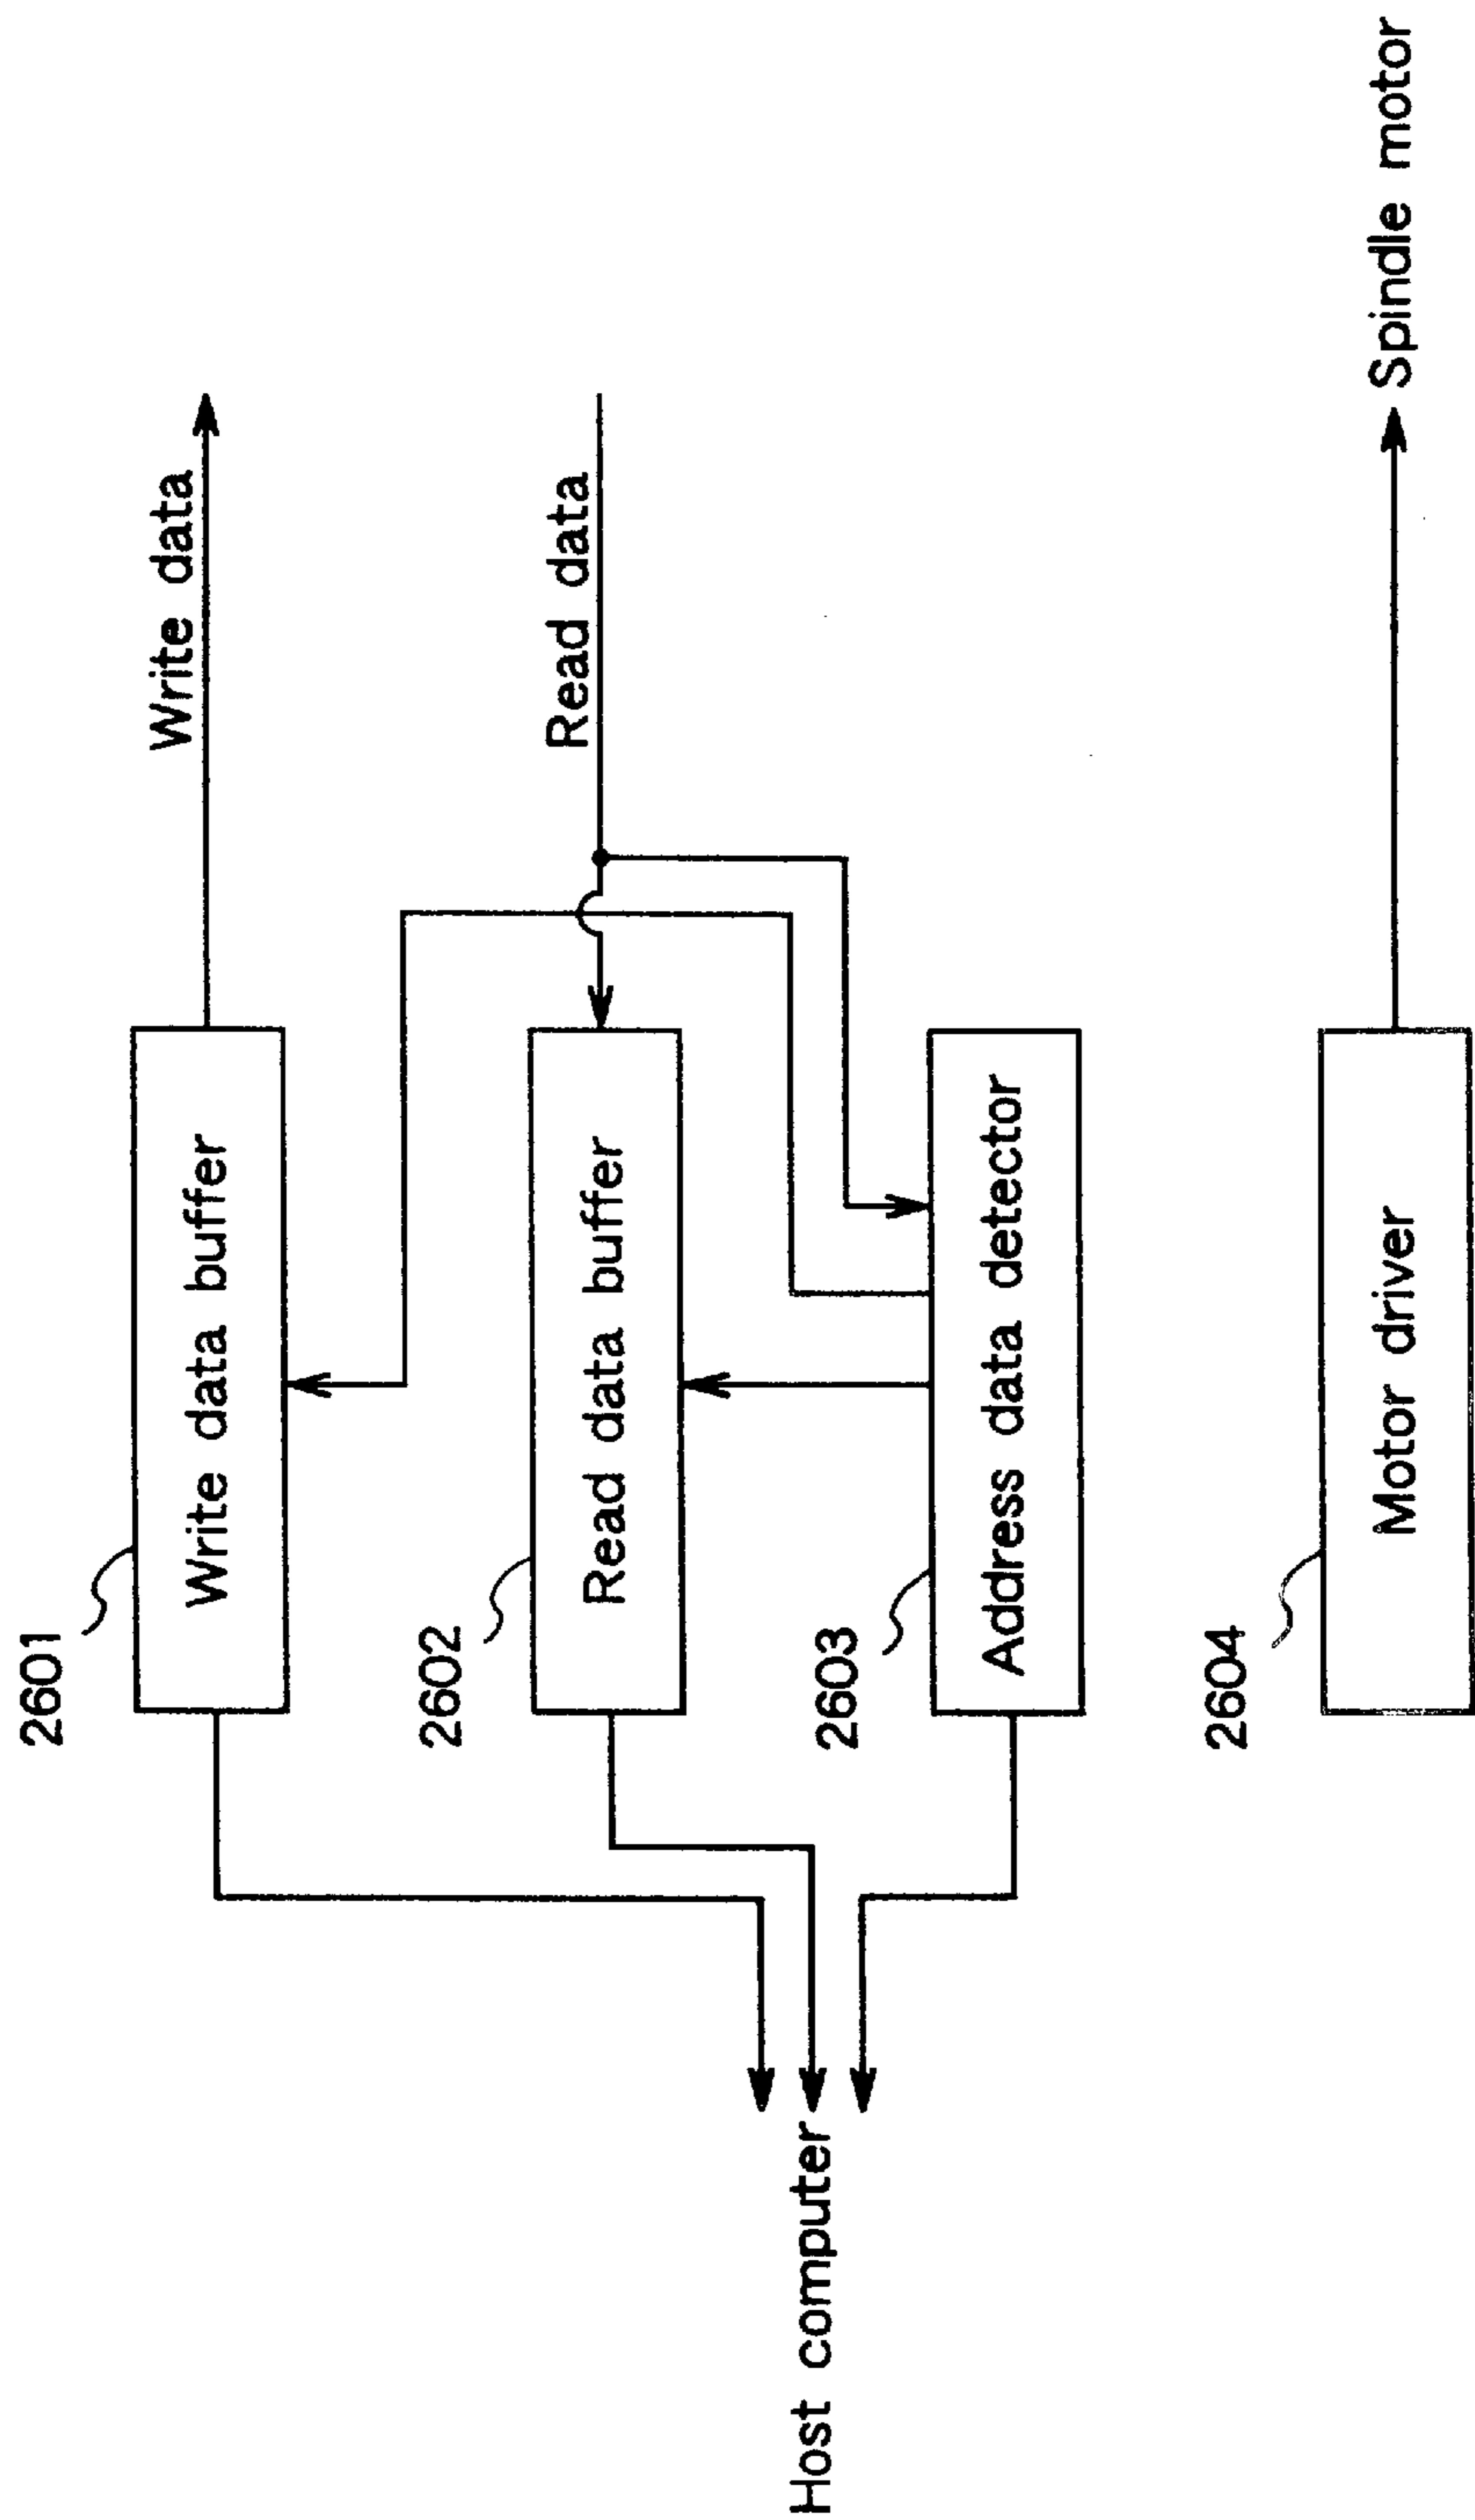 2601
Write data buffer
Write data
2602
Read data buffer
Read data
2603
Address data detector
2604
Motor driver
Spindle motor
Host computer